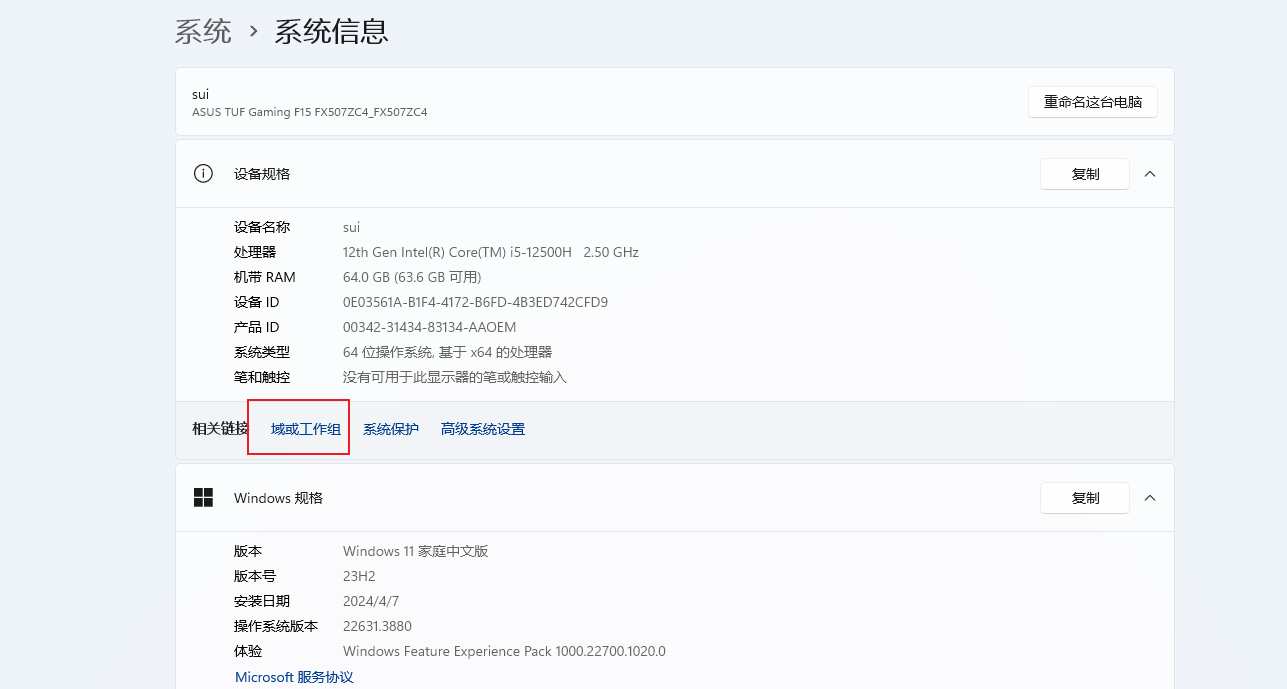 系统 › 系统信息
sui
ASUS TUF Gaming F15 FX507ZC4_FX507ZC4
重命名这台电脑
设备规格
复制
设备名称 sui
处理器 12th Gen Intel(R) Core(TM) i5-12500H 2.50 GHz
机带 RAM 64.0 GB (63.6 GB 可用)
设备 ID 0E03561A-B1F4-4172-B6FD-4B3ED742CFD9
产品 ID 00342-31434-83134-AAOEM
系统类型 64 位操作系统, 基于 x64 的处理器
笔和触控 没有可用于此显示器的笔或触控输入
相关链接 域或工作组 系统保护 高级系统设置
Windows 规格
复制
版本 Windows 11 家庭中文版
版本号 23H2
安装日期 2024/4/7
操作系统版本 22631.3880
体验 Windows Feature Experience Pack 1000.22700.1020.0
Microsoft 服务协议